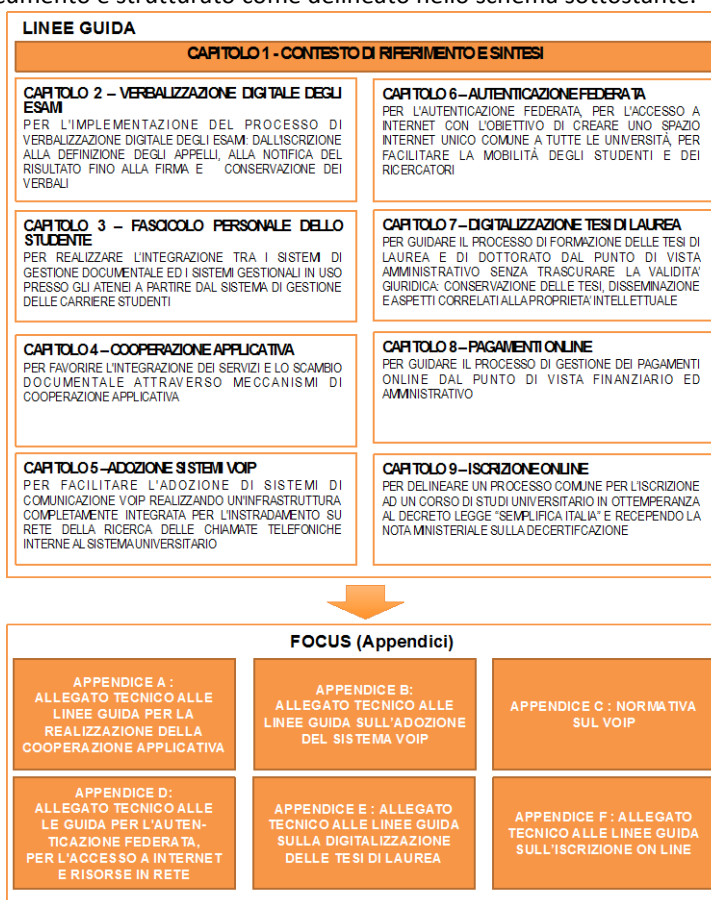 camento è strutturato come delineato nello schema sottostante.
LINEE GUIDA
CAPITOLO 1 - CONTESTO DI RIFERIMENTO E SINTESI
CAPITOLO 2 – VERBALIZZAZIONE DIGITALE DEGLI
ESAMI
PER L'IMPLEMENTAZIONE DEL PROCESSO DI
VERBALIZZAZIONE DIGITALE DEGLI ESAMI: DALL'ISCRIZIONE
ALLA DEFINIZIONE DEGLI APPELLI, ALLA NOTIFICA DEL
RISULTATO FINO ALLA FIRMA E CONSERVAZIONE DEI
VERBALI
CAPITOLO 3 – FASCICOLO PERSONALE DELLO
STUDENTE
PER REALIZZARE L'INTEGRAZIONE TRA I SISTEMI DI
GESTIONE DOCUMENTALE ED I SISTEMI GESTIONALI IN USO
PRESSO GLI ATENEI A PARTIRE DAL SISTEMA DI GESTIONE
DELLE CARRIERE STUDENTI
CAPITOLO 4 – COOPERAZIONE APPLICATIVA
PER FAVORIRE L'INTEGRAZIONE DEI SERVIZI E LO SCAMBIO
DOCUMENTALE ATTRAVERSO MECCANISMI DI
COOPERAZIONE APPLICATIVA
CAPITOLO 5 –ADOZIONE SISTEMI VOIP
PER FACILITARE L'ADOZIONE DI SISTEMI DI
COMUNICAZIONE VOIP REALIZZANDO UN'INFRASTRUTTURA
COMPLETAMENTE INTEGRATA PER L'INSTRADAMENTO SU
RETE DELLA RICERCA DELLE CHIAMATE TELEFONICHE
INTERNE AL SISTEMA UNIVERSITARIO
CAPITOLO 6 – AUTENTICAZIONE FEDERATA
PER L'AUTENTICAZIONE FEDERATA, PER L'ACCESSO A
INTERNET CON L'OBIETTIVO DI CREARE UNO SPAZIO
INTERNET UNICO COMUNE A TUTTE LE UNIVERSITÀ, PER
FACILITARE LA MOBILITÀ DEGLI STUDENTI E DEI
RICERCATORI
CAPITOLO 7 – DIGITALIZZAZIONE TESI DI LAUREA
PER GUIDARE IL PROCESSO DI FORMAZIONE DELLE TESI DI
LAUREA E DI DOTTORATO DAL PUNTO DI VISTA
AMMINISTRATIVO SENZA TRASCURARE LA VALIDITA'
GIURIDICA: CONSERVAZIONE DELLE TESI, DISSEMINAZIONE
E ASPETTI CORRELATI ALLA PROPRIETA' INTELLETTUALE
CAPITOLO 8 – PAGAMENTI ONLINE
PER GUIDARE IL PROCESSO DI GESTIONE DEI PAGAMENTI
ONLINE DAL PUNTO DI VISTA FINANZIARIO ED
AMMINISTRATIVO
CAPITOLO 9 – ISCRIZIONE ONLINE
PER DELINEARE UN PROCESSO COMUNE PER L'ISCRIZIONE
AD UN CORSO DI STUDI UNIVERSITARIO IN OTTEMPERANZA
AL DECRETO LEGGE "SEMPLIFICA ITALIA" E RECEPENDO LA
NOTA MINISTERIALE SULLA DECERTIFCAZIONE
FOCUS (Appendici)
APPENDICE A :
ALLEGATO TECNICO ALLE
LINEE GUIDA PER LA
REALIZZAZIONE DELLA
COOPERAZIONE APPLICATIVA
APPENDICE B:
ALLEGATO TECNICO ALLE
LINEE GUIDA SULL'ADOZIONE
DEL SISTEMA VOIP
APPENDICE C : NORMATIVA
SUL VOIP
APPENDICE D:
ALLEGATO TECNICO ALLE
LE GUIDA PER L'AUTEN-
TICAZIONE FEDERATA,
PER L'ACCESSO A INTERNET
E RISORSE IN RETE
APPENDICE E : ALLEGATO
TECNICO ALLE LINEE GUIDA
SULLA DIGITALIZZAZIONE
DELLE TESI DI LAUREA
APPENDICE F : ALLEGATO
TECNICO ALLE LINEE GUIDA
SULL'ISCRIZIONE ON LINE